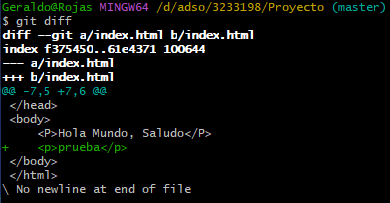 Geraldo@Rojas MINGW64 /d/adso/3233198/Proyecto (master)
$ git diff
diff --git a/index.html b/index.html
index f375450..61e4371 100644
--- a/index.html
+++ b/index.html
@@ -7,5 +7,6 @@
 </head>
 <body>
     <P>Hola Mundo, Saludo</P>
+    <p>prueba</p>
 </body>
 </html>
\ No newline at end of file